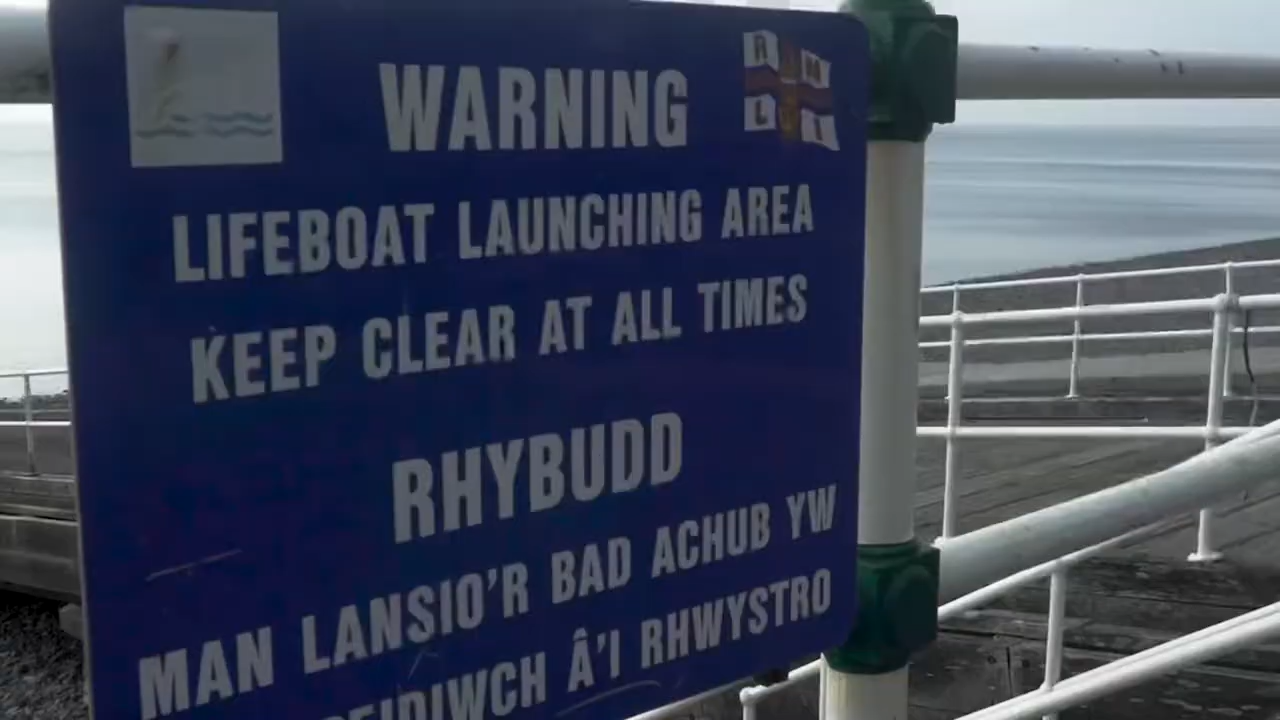 WARNING
R N
L I
LIFEBOAT LAUNCHING AREA
KEEP CLEAR AT ALL TIMES
RHYBUDD
MAN LANSIO'R BAD ACHUB YW
Â'I RHWYSTRO